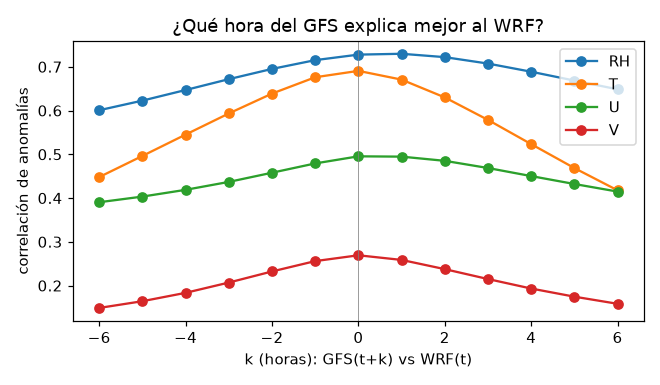 ¿Qué hora del GFS explica mejor al WRF?
correlación de anomalías
0.7
0.6
0.5
0.4
0.3
0.2
RH
T
U
V
−6 −4 −2 0 2 4 6
k (horas): GFS(t+k) vs WRF(t)